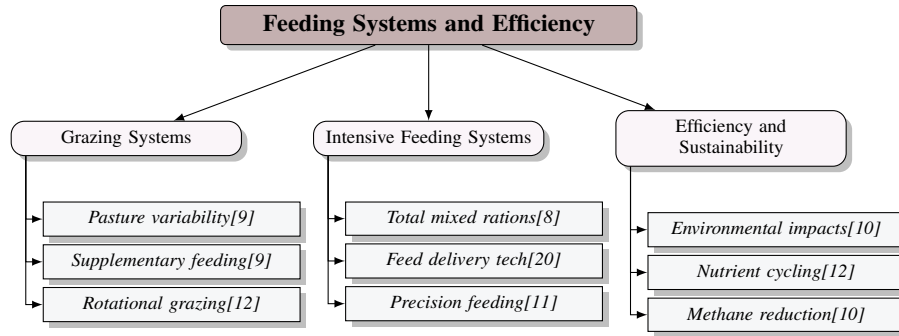 Feeding Systems and Efficiency
Grazing Systems
Pasture variability[9]
Supplementary feeding[9]
Rotational grazing[12]
Intensive Feeding Systems
Total mixed rations[8]
Feed delivery tech[20]
Precision feeding[11]
Efficiency and
Sustainability
Environmental impacts[10]
Nutrient cycling[12]
Methane reduction[10]